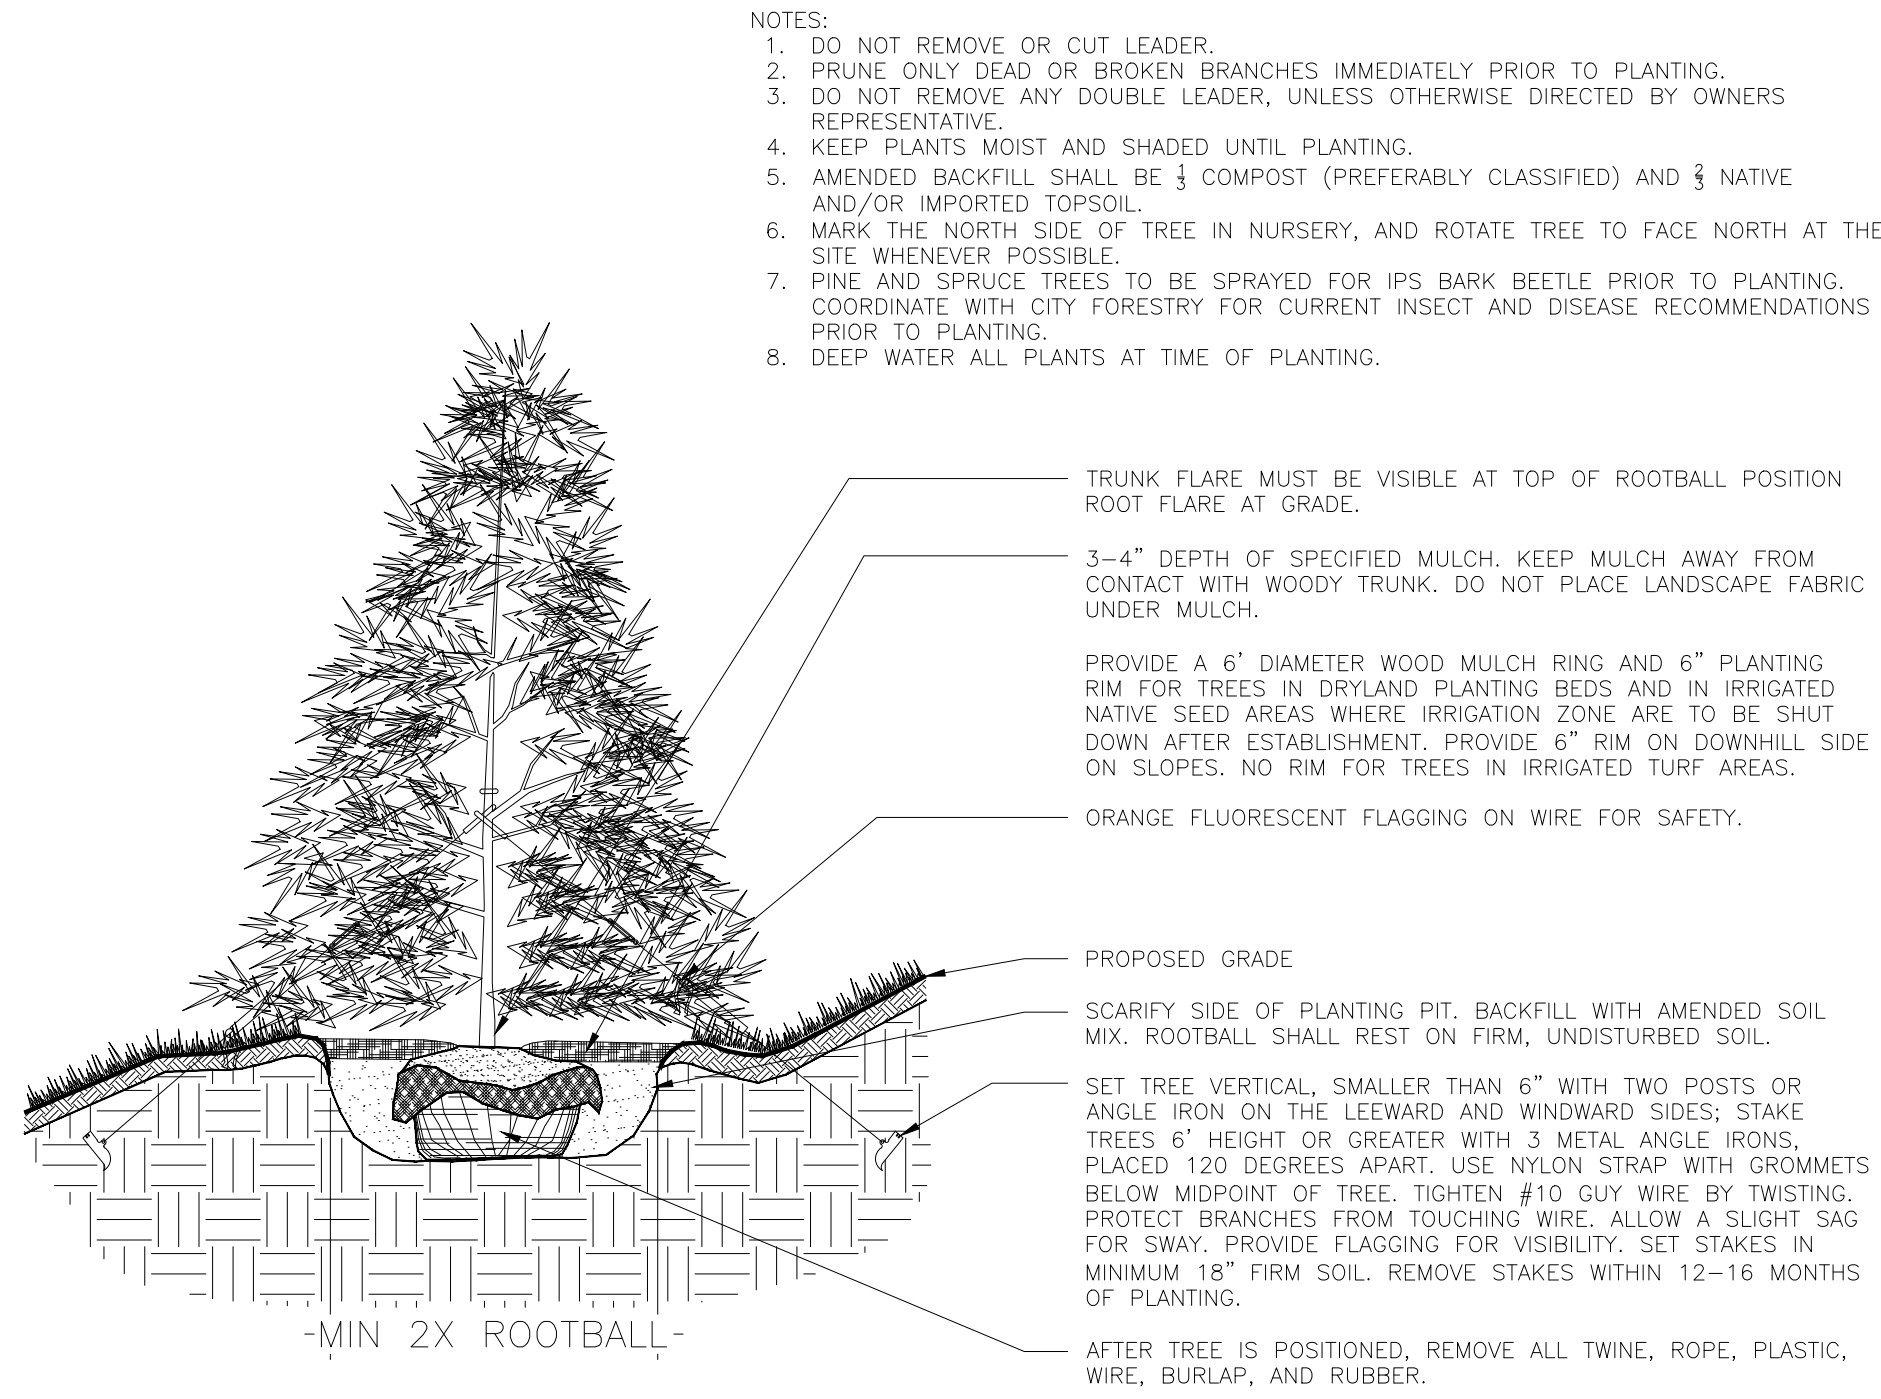 NOTES:
1. DO NOT REMOVE OR CUT LEADER.
2. PRUNE ONLY DEAD OR BROKEN BRANCHES IMMEDIATELY PRIOR TO PLANTING.
3. DO NOT REMOVE ANY DOUBLE LEADER, UNLESS OTHERWISE DIRECTED BY OWNERS
REPRESENTATIVE.
4. KEEP PLANTS MOIST AND SHADED UNTIL PLANTING.
5. AMENDED BACKFILL SHALL BE 1/3 COMPOST (PREFERABLY CLASSIFIED) AND 2/3 NATIVE
AND/OR IMPORTED TOPSOIL.
6. MARK THE NORTH SIDE OF TREE IN NURSERY, AND ROTATE TREE TO FACE NORTH AT THE
SITE WHENEVER POSSIBLE.
7. PINE AND SPRUCE TREES TO BE SPRAYED FOR IPS BARK BEETLE PRIOR TO PLANTING.
COORDINATE WITH CITY FORESTRY FOR CURRENT INSECT AND DISEASE RECOMMENDATIONS
PRIOR TO PLANTING.
8. DEEP WATER ALL PLANTS AT TIME OF PLANTING.
TRUNK FLARE MUST BE VISIBLE AT TOP OF ROOTBALL POSITION
ROOT FLARE AT GRADE.
3-4" DEPTH OF SPECIFIED MULCH. KEEP MULCH AWAY FROM
CONTACT WITH WOODY TRUNK. DO NOT PLACE LANDSCAPE FABRIC
UNDER MULCH.
PROVIDE A 6' DIAMETER WOOD MULCH RING AND 6" PLANTING
RIM FOR TREES IN DRYLAND PLANTING BEDS AND IN IRRIGATED
NATIVE SEED AREAS WHERE IRRIGATION ZONE ARE TO BE SHUT
DOWN AFTER ESTABLISHMENT. PROVIDE 6" RIM ON DOWNHILL SIDE
ON SLOPES. NO RIM FOR TREES IN IRRIGATED TURF AREAS.
ORANGE FLUORESCENT FLAGGING ON WIRE FOR SAFETY.
PROPOSED GRADE
SCARIFY SIDE OF PLANTING PIT. BACKFILL WITH AMENDED SOIL
MIX. ROOTBALL SHALL REST ON FIRM, UNDISTURBED SOIL.
SET TREE VERTICAL, SMALLER THAN 6" WITH TWO POSTS OR
ANGLE IRON ON THE LEEWARD AND WINDWARD SIDES; STAKE
TREES 6' HEIGHT OR GREATER WITH 3 METAL ANGLE IRONS,
PLACED 120 DEGREES APART. USE NYLON STRAP WITH GROMMETS
BELOW MIDPOINT OF TREE. TIGHTEN #10 GUY WIRE BY TWISTING.
PROTECT BRANCHES FROM TOUCHING WIRE. ALLOW A SLIGHT SAG
FOR SWAY. PROVIDE FLAGGING FOR VISIBILITY. SET STAKES IN
MINIMUM 18" FIRM SOIL. REMOVE STAKES WITHIN 12-16 MONTHS
OF PLANTING.
-MIN 2X ROOTBALL-
AFTER TREE IS POSITIONED, REMOVE ALL TWINE, ROPE, PLASTIC,
WIRE, BURLAP, AND RUBBER.